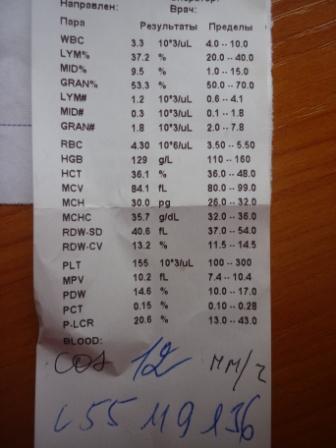 Направлен:
Врач:
Пара Результаты Пределы
WBC 3.3 10*3/uL 4.0 -- 10.0
LYM% 37.2 % 20.0 -- 40.0
MID% 9.5 % 1.0 -- 15.0
GRAN% 53.3 % 50.0 -- 70.0
LYM# 1.2 10*3/uL 0.6 -- 4.1
MID# 0.3 10*3/uL 0.1 -- 1.8
GRAN# 1.8 10*3/uL 2.0 -- 7.8
RBC 4.30 10*6/uL 3.50 -- 5.50
HGB 129 g/L 110 -- 160
HCT 36.1 % 36.0 -- 48.0
MCV 84.1 fL 80.0 -- 99.0
MCH 30.0 pg 26.0 -- 32.0
MCHC 35.7 g/dL 32.0 -- 36.0
RDW-SD 40.6 fL 37.0 -- 54.0
RDW-CV 13.2 % 11.5 -- 14.5
PLT 155 10*3/uL 100 -- 300
MPV 10.2 fL 7.4 -- 10.4
PDW 14.6 % 10.0 -- 17.0
PCT 0.15 % 0.10 -- 0.28
P-LCR 20.6 % 13.0 -- 43.0
BLOOD:
СОЭ 12 мм/ч
с55 м9 л36